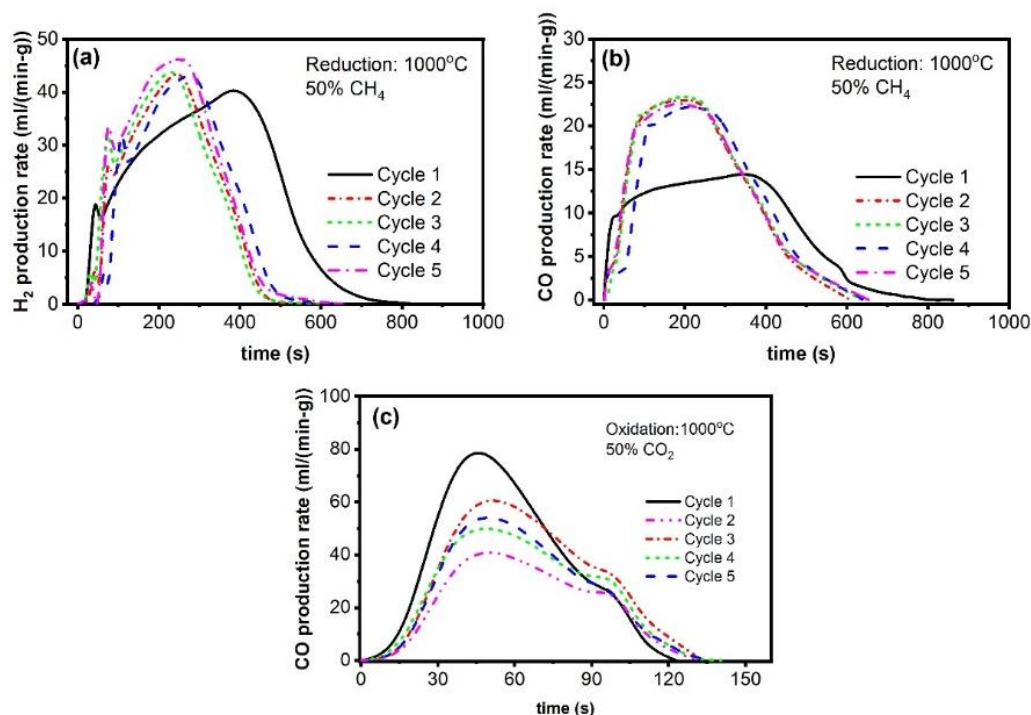 (a)
Reduction: 1000°C
50% CH₄
Cycle 1
Cycle 2
Cycle 3
Cycle 4
Cycle 5
H₂ production rate (ml/(min-g))
50
40
30
20
10
0
0 200 400 600 800 1000
time (s)
(b)
Reduction: 1000°C
50% CH₄
Cycle 1
Cycle 2
Cycle 3
Cycle 4
Cycle 5
CO production rate (ml/(min-g))
30
25
20
15
10
5
0
0 200 400 600 800 1000
time (s)
(c)
Oxidation:1000°C
50% CO₂
Cycle 1
Cycle 2
Cycle 3
Cycle 4
Cycle 5
CO production rate (ml/(min-g))
100
80
60
40
20
0
0 30 60 90 120 150
time (s)